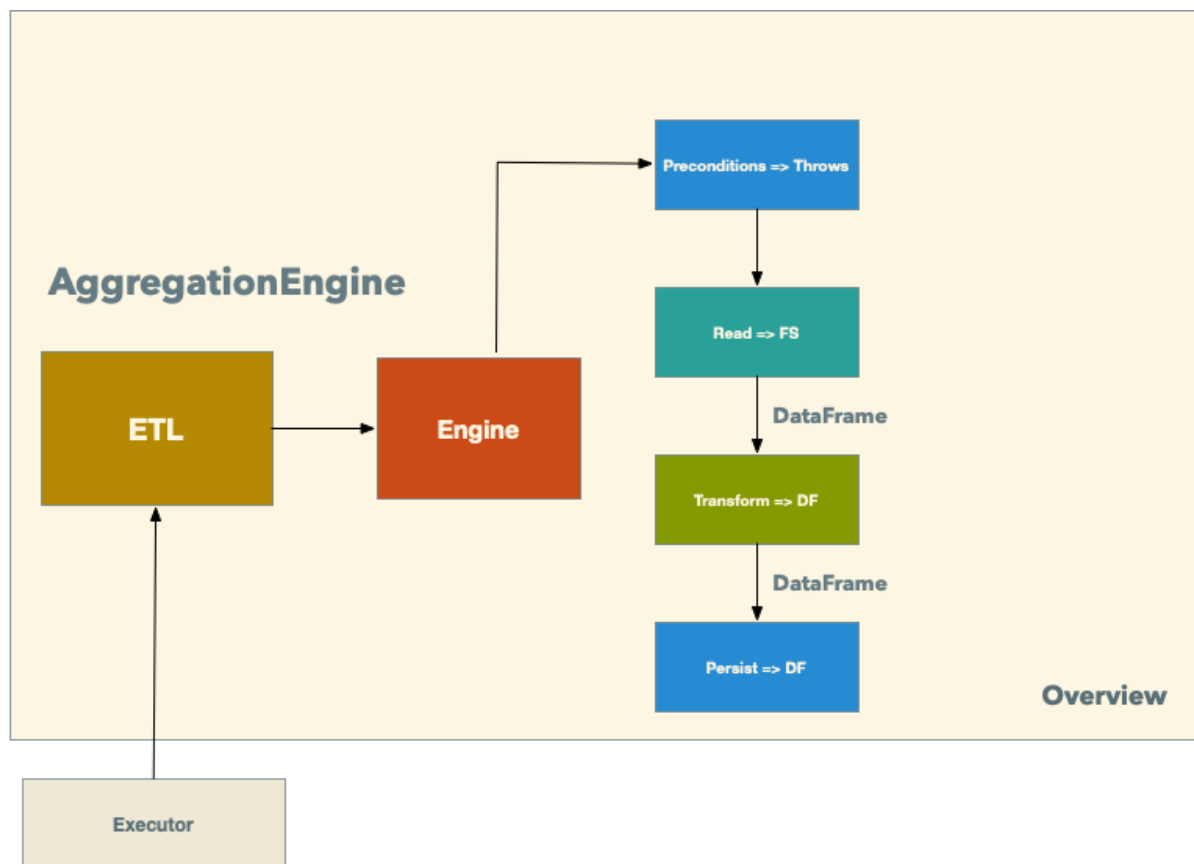 Preconditions => Throws
AggregationEngine
Read => FS
DataFrame
ETL
Engine
Transform => DF
DataFrame
Persist => DF
Overview
Executor